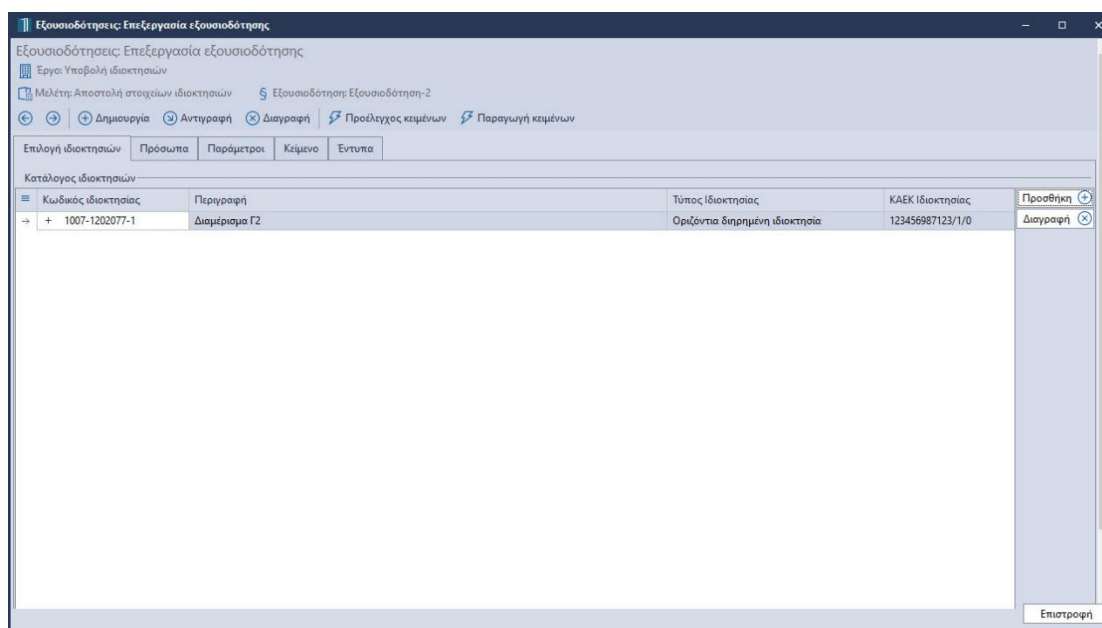 Εξουσιοδότησεις: Επεξεργασία εξουσιοδότησης
Εξουσιοδότησεις: Επεξεργασία εξουσιοδότησης
Έργο: Υποβολή ιδιοκτησιών
Μελέτη: Αποστολή στοιχείων ιδιοκτησιών § Εξουσιοδότηση: Εξουσιοδότηση-2
Δημιουργία Αντιγραφή Διαγραφή Προέλεγχος κειμένων Παραγωγή κειμένων
Επιλογή ιδιοκτησιών Πρόσωπα Παράμετροι Κείμενο Έντυπα
Κατάλογος ιδιοκτησιών
Κωδικός ιδιοκτησίας Περιγραφή Τύπος Ιδιοκτησίας ΚΑΕΚ Ιδιοκτησίας Προσθήκη
+ 1007-1202077-1 Διαμέρισμα Γ2 Οριζόντια διηρημένη ιδιοκτησία 123456987123/1/0 Διαγραφή
Επιστροφή